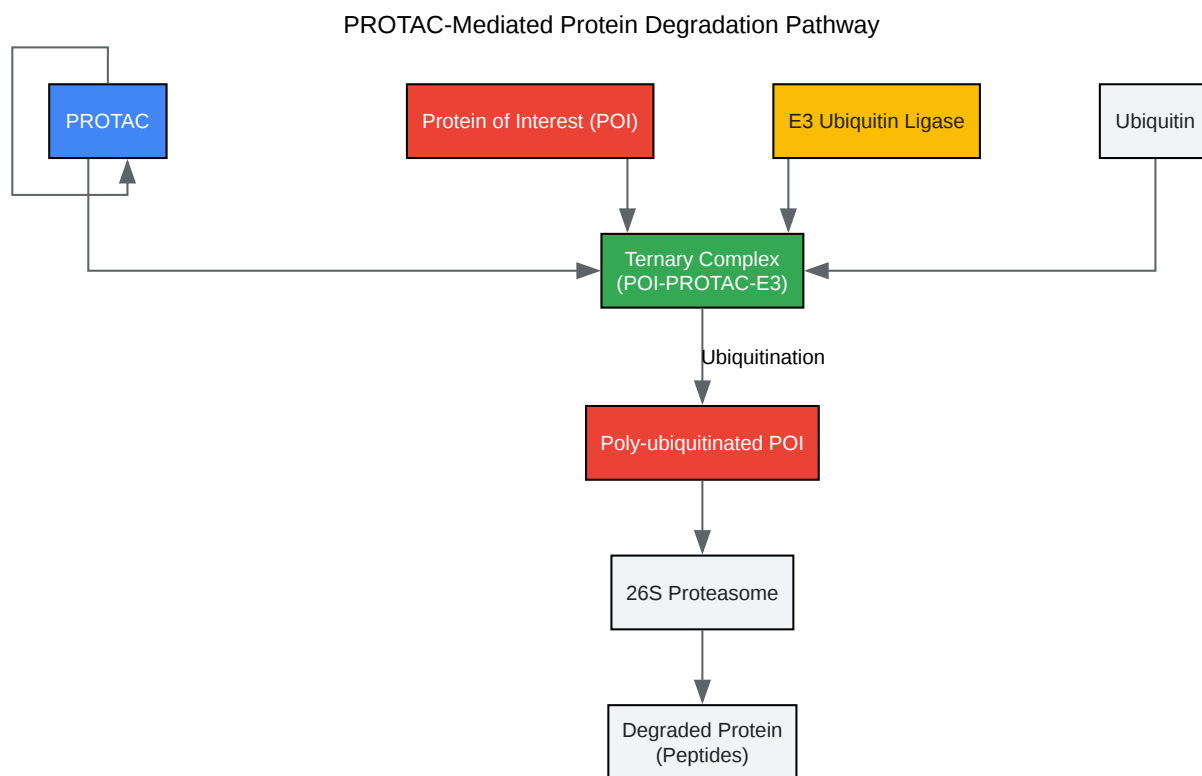 PROTAC-Mediated Protein Degradation Pathway
PROTAC
Protein of Interest (POI)
E3 Ubiquitin Ligase
Ubiquitin
Ternary Complex
(POI-PROTAC-E3)
Ubiquitination
Poly-ubiquitinated POI
26S Proteasome
Degraded Protein
(Peptides)